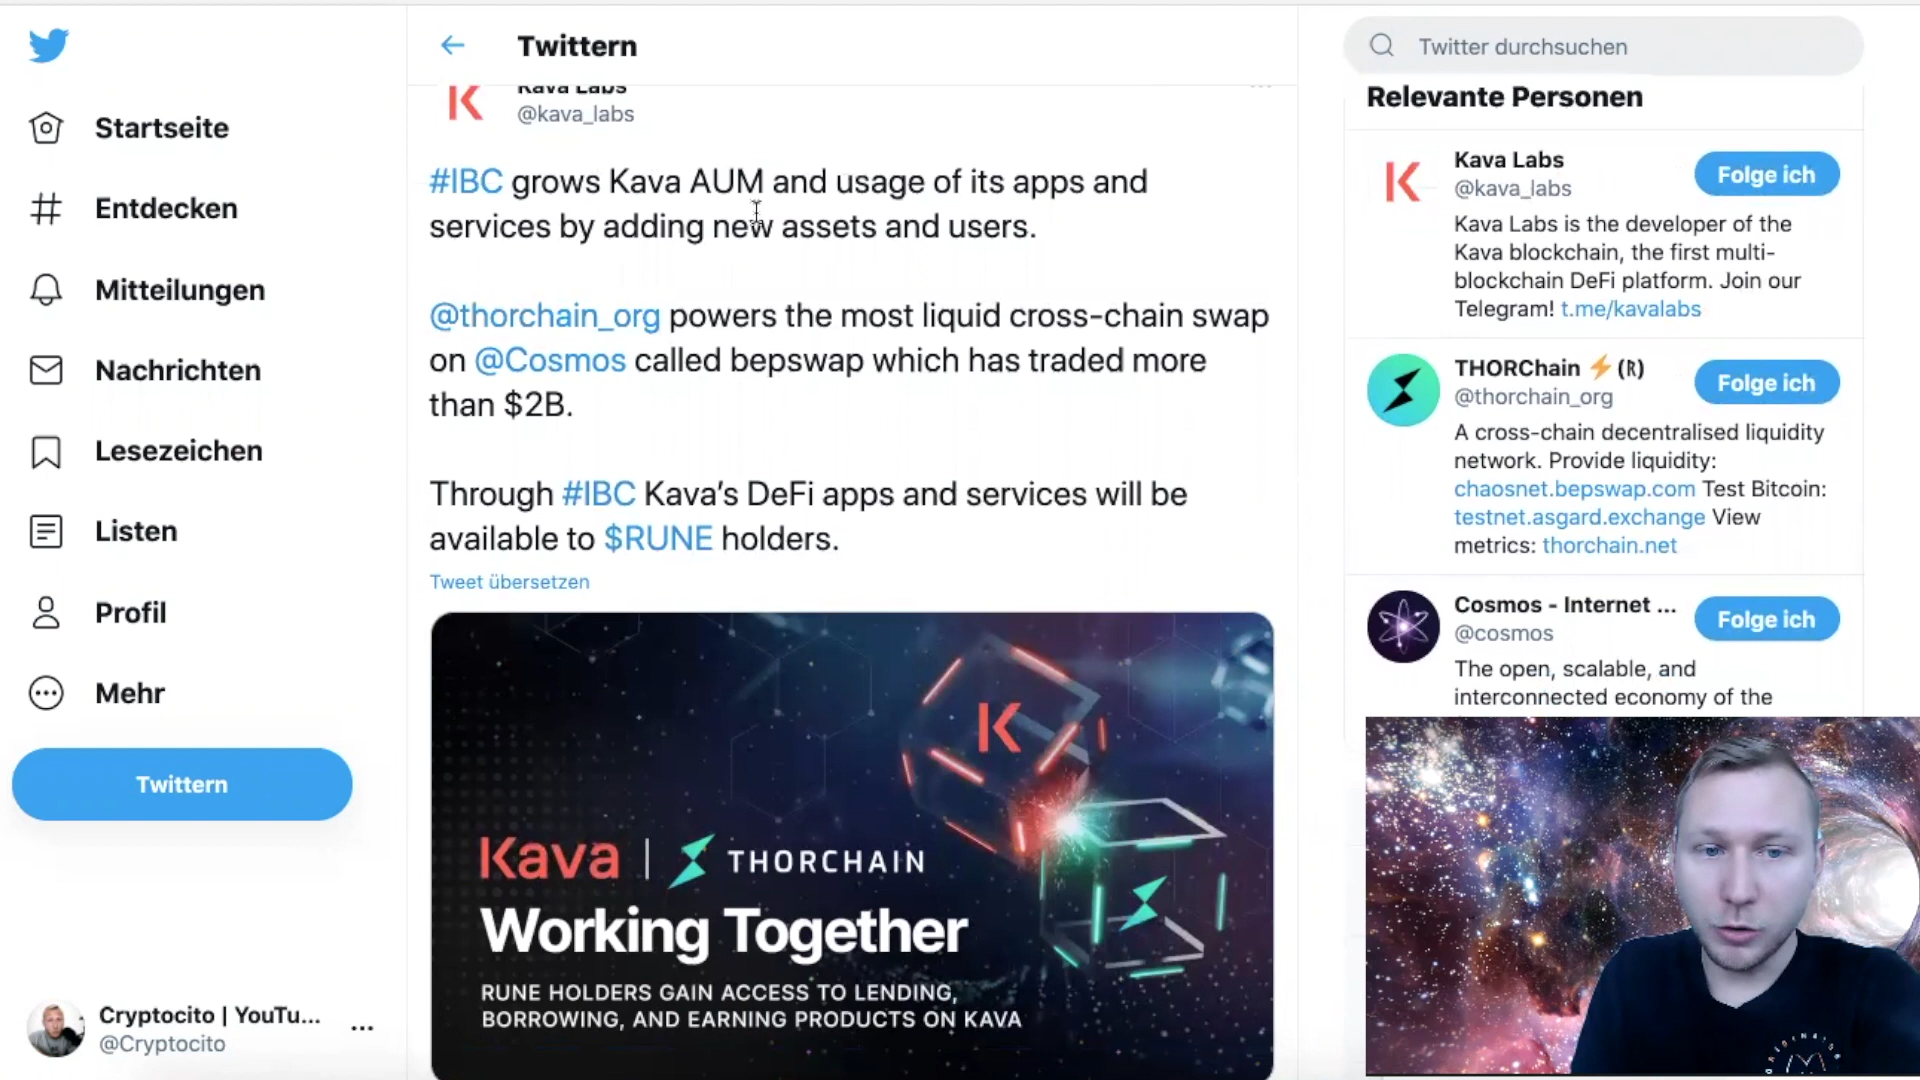 Startseite
Entdecken
Mitteilungen
Nachrichten
Lesezeichen
Listen
Profil
Mehr
Twittern
Cryptocito | YouTu...
@Cryptocito
Twittern
Kava Labs
@kava_labs
#IBC grows Kava AUM and usage of its apps and
services by adding new assets and users.
@thorchain_org powers the most liquid cross-chain swap
on @Cosmos called bepswap which has traded more
than $2B.
Through #IBC Kava’s DeFi apps and services will be
available to $RUNE holders.
Tweet übersetzen
Kava | THORCHAIN
Working Together
RUNE HOLDERS GAIN ACCESS TO LENDING,
BORROWING, AND EARNING PRODUCTS ON KAVA
Twitter durchsuchen
Relevante Personen
Kava Labs
@kava_labs
Folge ich
Kava Labs is the developer of the
Kava blockchain, the first multi-
blockchain DeFi platform. Join our
Telegram! t.me/kavalabs
THORChain ⚡ (ᚱ)
@thorchain_org
Folge ich
A cross-chain decentralised liquidity
network. Provide liquidity:
chaosnet.bepswap.com Test Bitcoin:
testnet.asgard.exchange View
metrics: thorchain.net
Cosmos - Internet ...
@cosmos
Folge ich
The open, scalable, and
interconnected economy of the